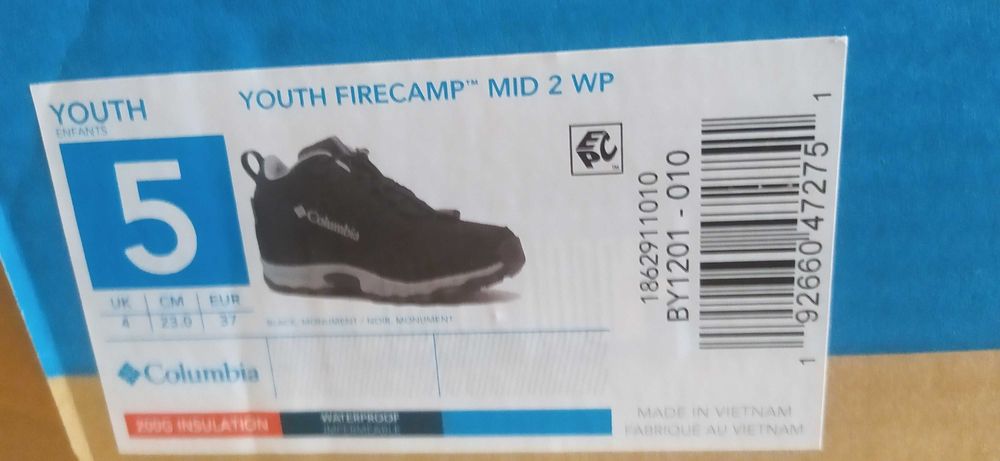 YOUTH
ENFANTS
5
UK CM EUR
4 23.0 37
YOUTH FIRECAMP™ MID 2 WP
Columbia
BLACK, MONUMENT / NOIR, MONUMENT
EPC
1862911010
BY1201 - 010
1 92660 47275 1
Columbia
200G INSULATION
WATERPROOF
IMPERMÉABLE
MADE IN VIETNAM
FABRIQUÉ AU VIETNAM